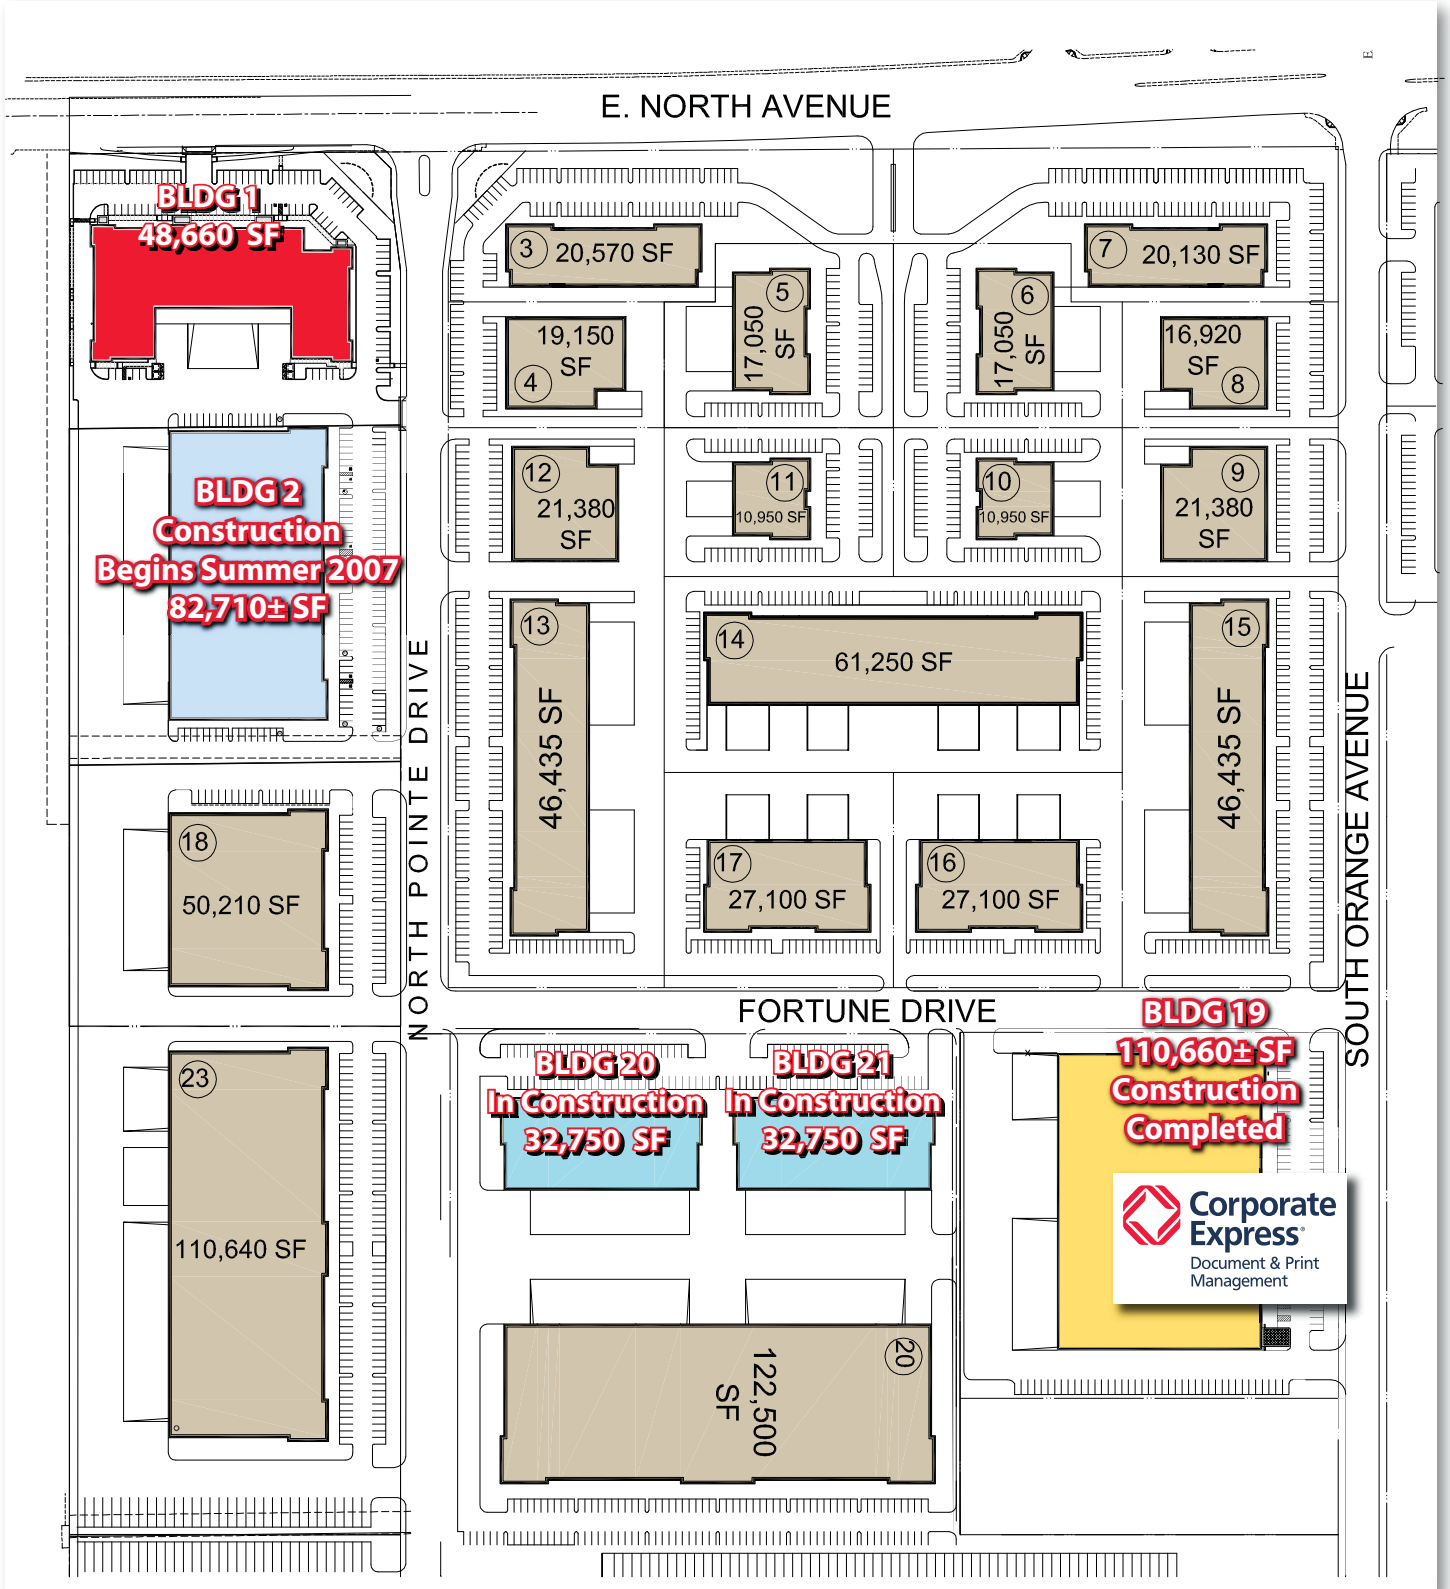 E. NORTH AVENUE
E
BLDG 1
48,660 SF
3
20,570 SF
7
20,130 SF
5
17,050
SF
6
17,050
SF
19,150
SF
4
16,920
SF
8
BLDG 2
Construction
Begins Summer 2007
82,710± SF
12
21,380
SF
11
10,950 SF
10
10,950 SF
9
21,380
SF
13
46,435 SF
14
61,250 SF
15
46,435 SF
NORTH POINTE DRIVE
SOUTH ORANGE AVENUE
18
50,210 SF
17
27,100 SF
16
27,100 SF
FORTUNE DRIVE
23
110,640 SF
BLDG 20
In Construction
32,750 SF
BLDG 21
In Construction
32,750 SF
BLDG 19
110,660± SF
Construction
Completed
Corporate
Express®
Document & Print
Management
20
122,500
SF